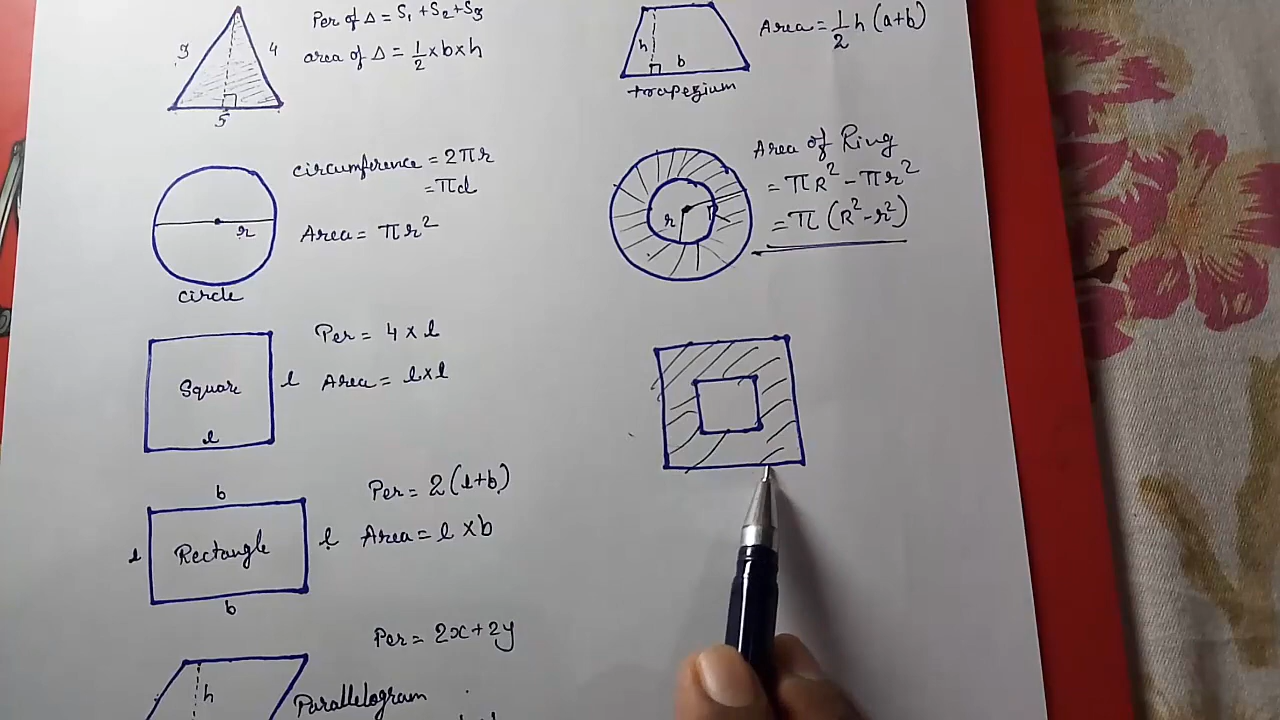 Per of Δ = S₁ + S₂ + S₃
area of Δ = 1/2 × b × h
3
4
5
circumference = 2πr
= πd
Area = πr²
r
circle
Per = 4 × l
Area = l×l
Square
l
l
Per = 2(l+b)
Area = l × b
b
l
Rectangle
l
b
Per = 2x + 2y
h
Parallelogram
Area = 1/2 h (a+b)
h
b
trapezium
Area of Ring
= πR² − πr²
= π (R² − r²)
r